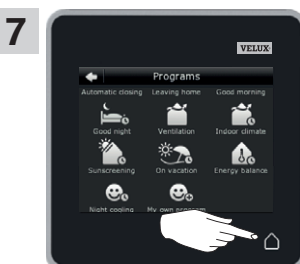 7
VELUX
Programs
Automatic closing Leaving home Good morning
Good night Ventilation Indoor climate
Sunscreening On vacation Energy balance
Night cooling My own program